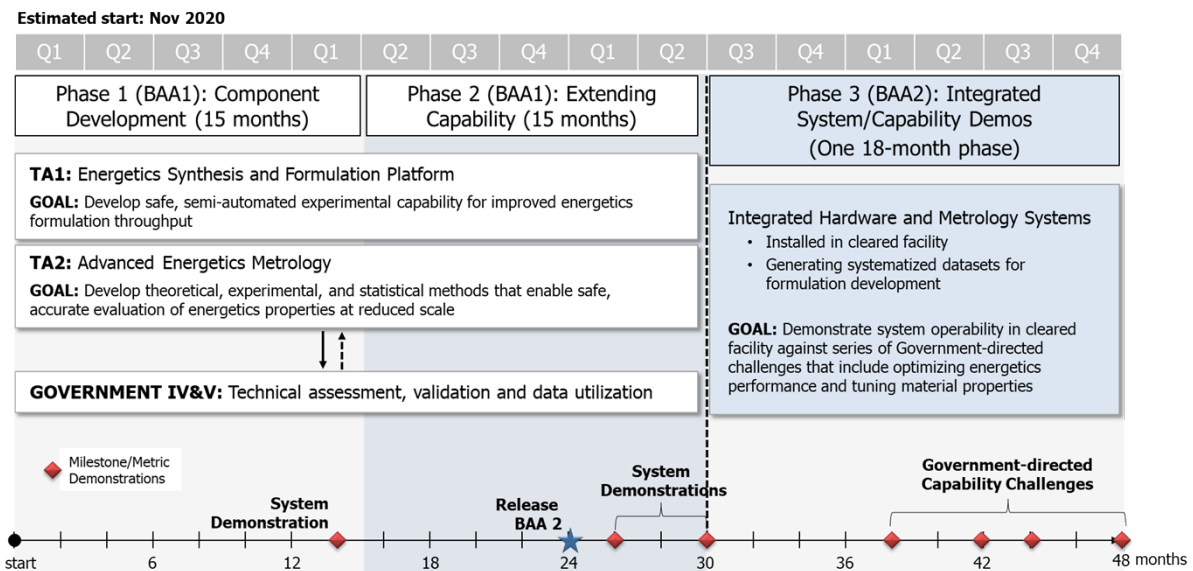 Estimated start: Nov 2020
Q1 Q2 Q3 Q4 Q1 Q2 Q3 Q4 Q1 Q2 Q3 Q4 Q1 Q2 Q3 Q4
Phase 1 (BAA1): Component
Development (15 months)
Phase 2 (BAA1): Extending
Capability (15 months)
Phase 3 (BAA2): Integrated
System/Capability Demos
(One 18-month phase)
TA1: Energetics Synthesis and Formulation Platform
GOAL: Develop safe, semi-automated experimental capability for improved energetics
formulation throughput
TA2: Advanced Energetics Metrology
GOAL: Develop theoretical, experimental, and statistical methods that enable safe,
accurate evaluation of energetics properties at reduced scale
GOVERNMENT IV&V: Technical assessment, validation and data utilization
Integrated Hardware and Metrology Systems
• Installed in cleared facility
• Generating systematized datasets for
formulation development
GOAL: Demonstrate system operability in cleared
facility against series of Government-directed
challenges that include optimizing energetics
performance and tuning material properties
Milestone/Metric
Demonstrations
System
Demonstration
Release
BAA 2
System
Demonstrations
Government-directed
Capability Challenges
start 6 12 18 24 30 36 42 48 months